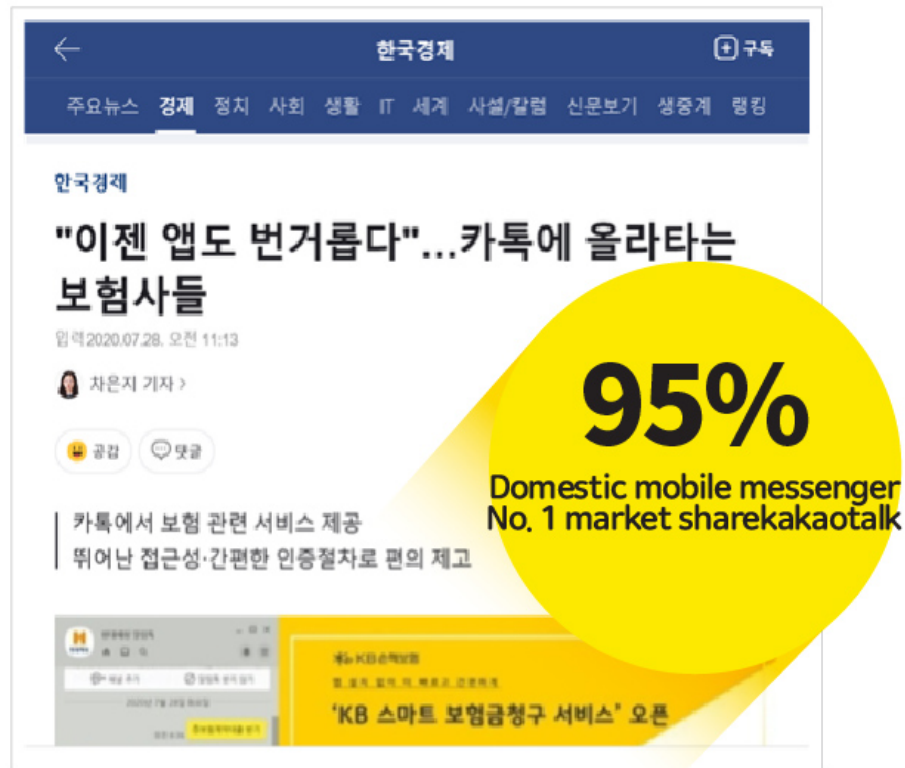 한국경제 구독
주요뉴스 경제 정치 사회 생활 IT 세계 사설/칼럼 신문보기 생중계 랭킹
한국경제
"이젠 앱도 번거롭다"...카톡에 올라타는
보험사들
입력2020.07.28. 오전 11:13
차은지 기자
공감 댓글
95%
Domestic mobile messenger
No. 1 market sharekakaotalk
카톡에서 보험 관련 서비스 제공
뛰어난 접근성·간편한 인증절차로 편의 제고
KB손해보험
'KB 스마트 보험금청구 서비스' 오픈